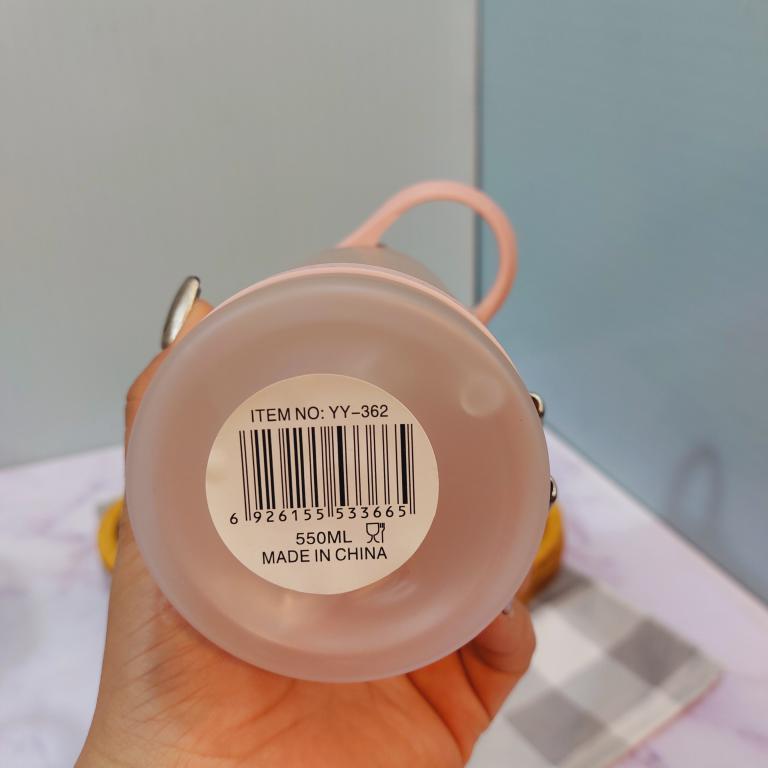 ITEM NO: YY-362
6 926155 533665
550ML
MADE IN CHINA